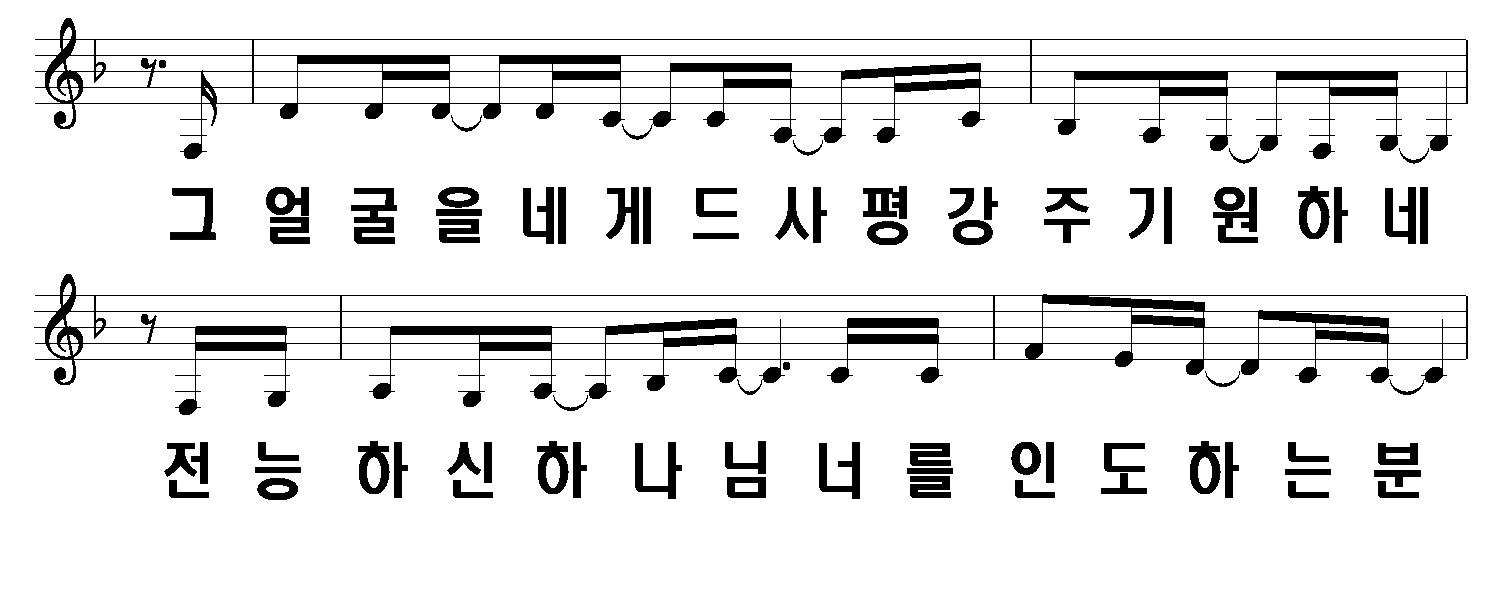 그 얼 굴 을 네 게 드 사 평 강 주 기 원 하 네
전 능 하 신 하 나 님 너 를 인 도 하 는 분